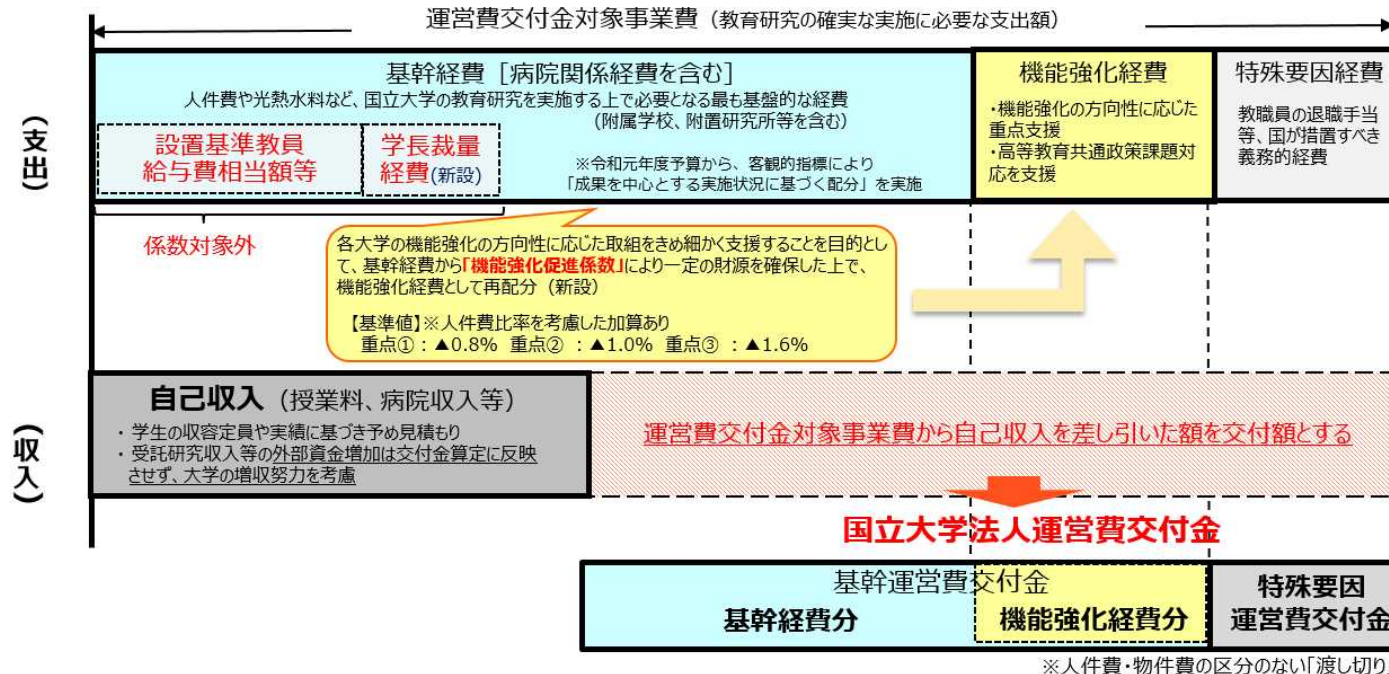 運営費交付金対象事業費（教育研究の確実な実施に必要な支出額）
（支出）
基幹経費［病院関係経費を含む］
人件費や光熱水料など、国立大学の教育研究を実施する上で必要となる最も基盤的な経費
（附属学校、附置研究所等を含む）
設置基準教員
給与費相当額等
学長裁量
経費(新設)
※令和元年度予算から、客観的指標により
「成果を中心とする実施状況に基づく配分」を実施
機能強化経費
・機能強化の方向性に応じた
重点支援
・高等教育共通政策課題対
応を支援
特殊要因経費
教職員の退職手当
等、国が措置すべき
義務的経費
係数対象外
各大学の機能強化の方向性に応じた取組をきめ細かく支援することを目的とし
て、基幹経費から「機能強化促進係数」により一定の財源を確保した上で、
機能強化経費として再配分（新設）
【基準値】※人件費比率を考慮した加算あり
重点①：▲0.8% 重点②：▲1.0% 重点③：▲1.6%
（収入）
自己収入（授業料、病院収入等）
・学生の収容定員や実績に基づき予め見積もり
・受託研究収入等の外部資金増加は交付金算定に反映
させず、大学の増収努力を考慮
運営費交付金対象事業費から自己収入を差し引いた額を交付額とする
国立大学法人運営費交付金
基幹運営費交付金
基幹経費分
機能強化経費分
特殊要因
運営費交付金
※人件費・物件費の区分のない「渡し切り